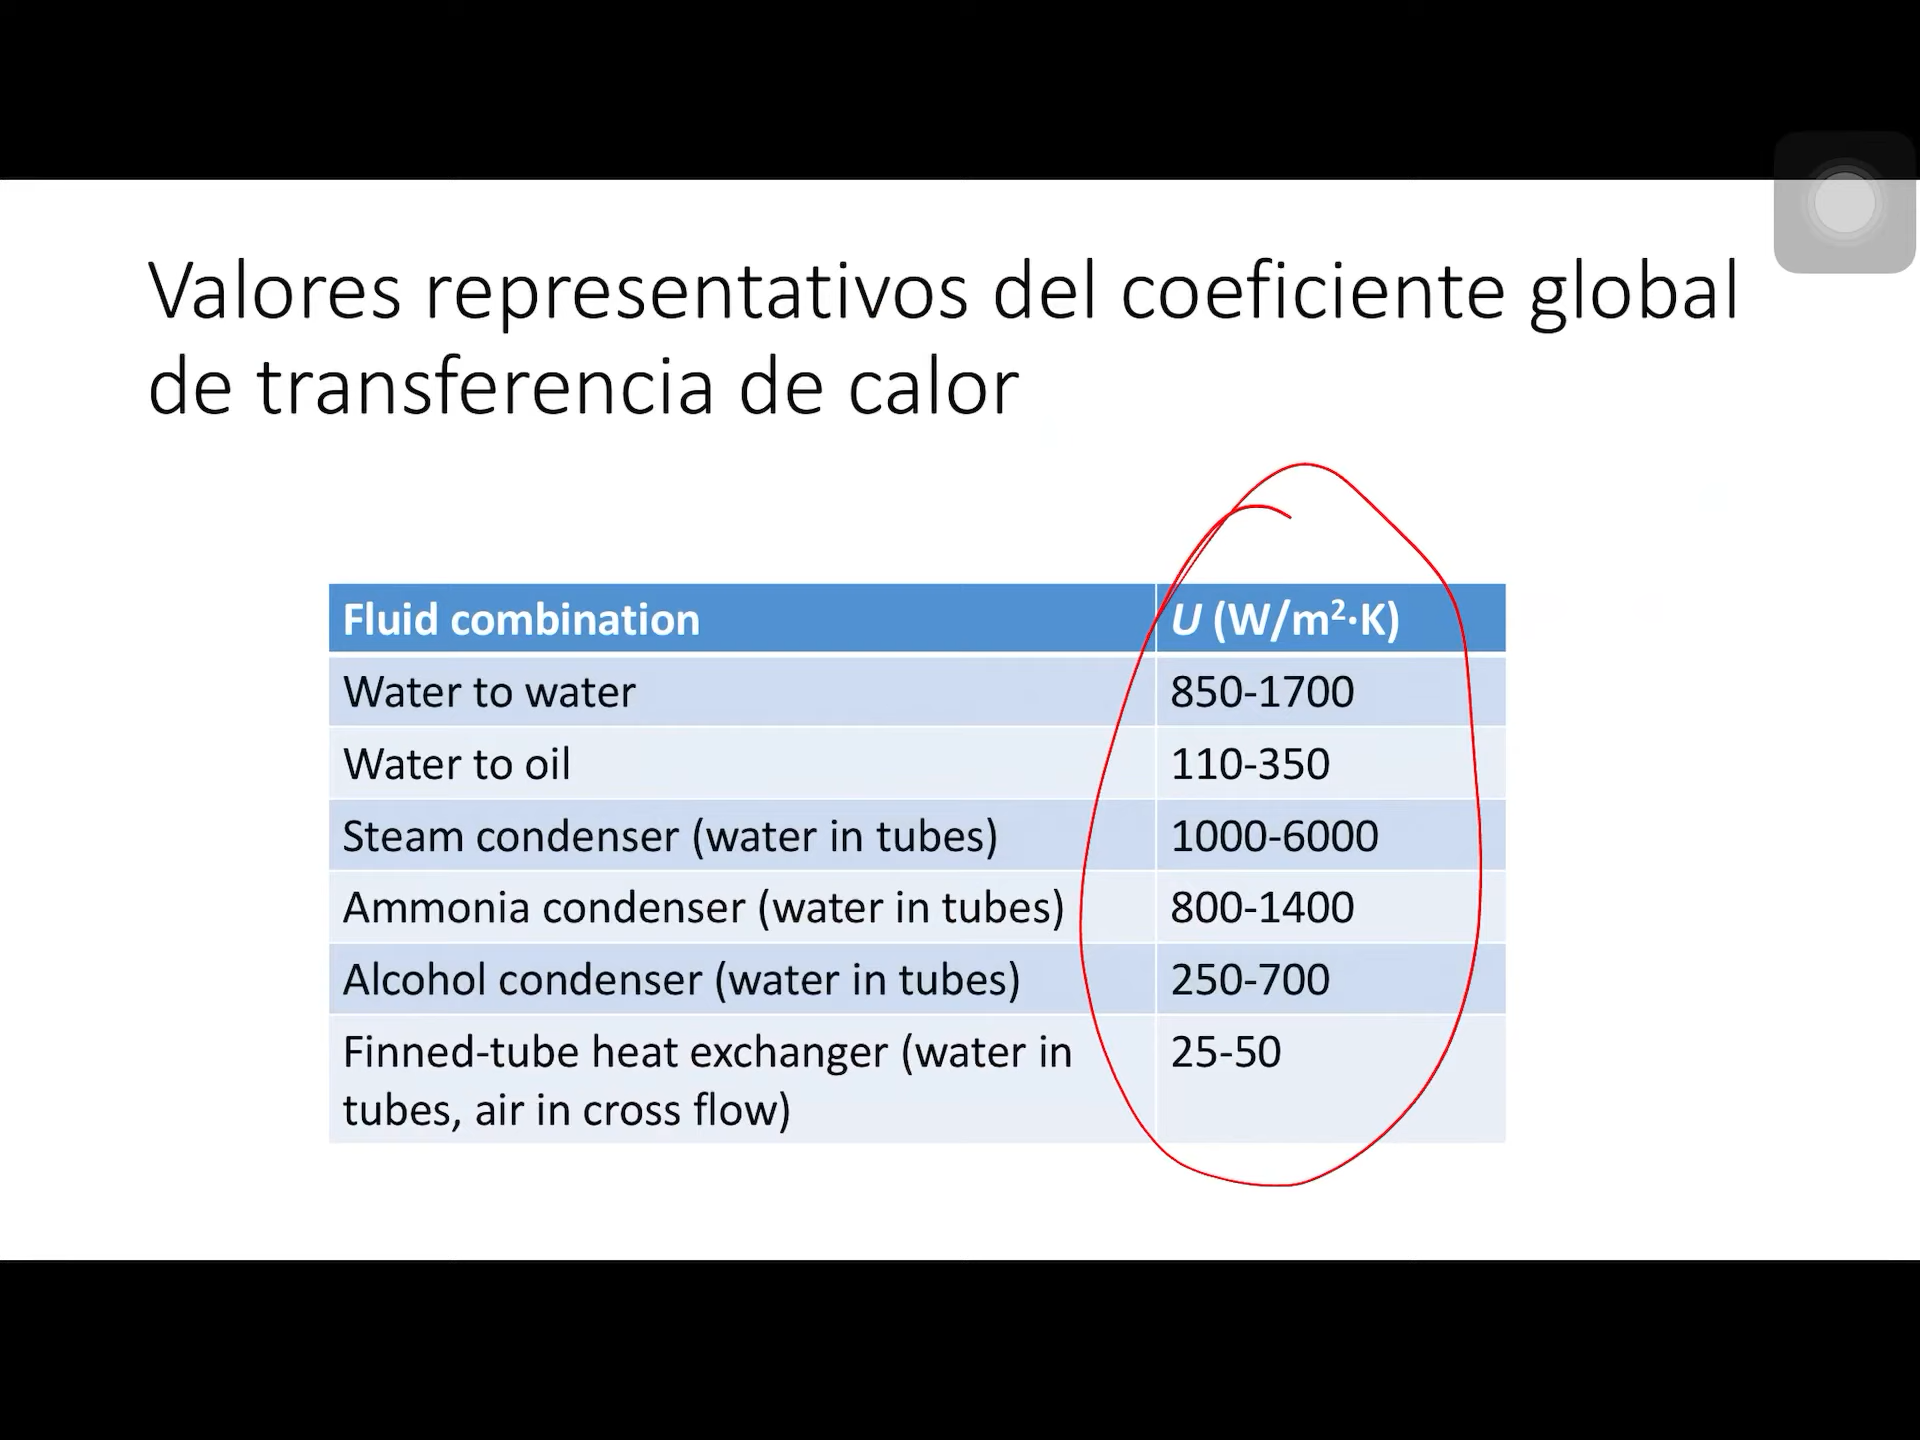 Valores representativos del coeficiente global
de transferencia de calor
Fluid combination U (W/m²·K)
Water to water 850-1700
Water to oil 110-350
Steam condenser (water in tubes) 1000-6000
Ammonia condenser (water in tubes) 800-1400
Alcohol condenser (water in tubes) 250-700
Finned-tube heat exchanger (water in 25-50
tubes, air in cross flow)